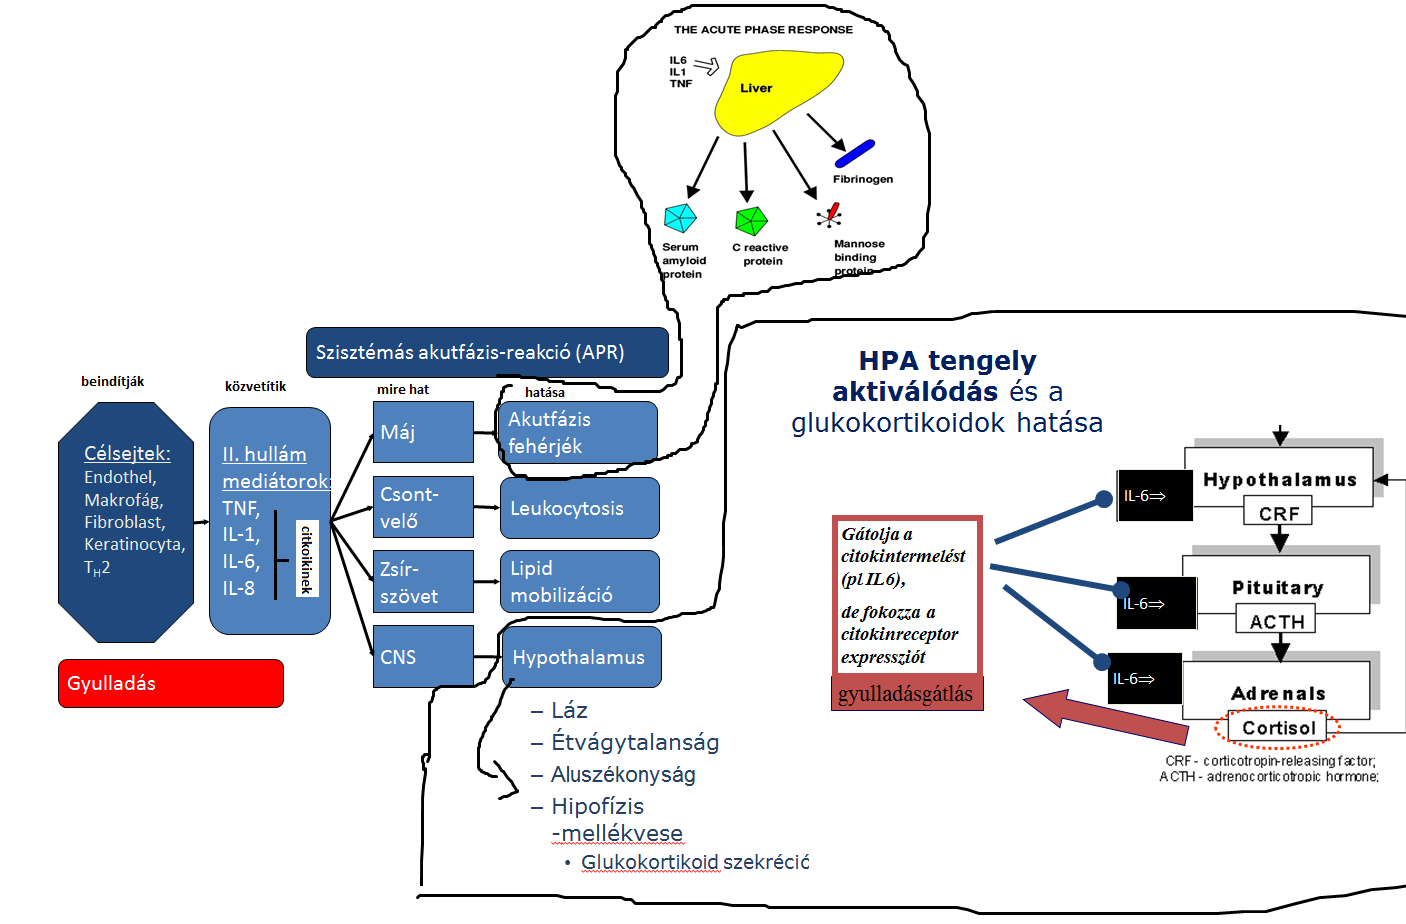 THE ACUTE PHASE RESPONSE
IL6
IL1
TNF
Liver
Fibrinogen
Serum
amyloid
protein
C reactive
protein
Mannose
binding
protein
Szisztémás akutfázis-reakció (APR)
beindítják
közvetítik
mire hat
hatása
Célsejtek:
Endothel,
Makrofág,
Fibroblast,
Keratinocyta,
TH2
II. hullám
mediátorok:
TNF,
IL-1,
IL-6,
IL-8
citkoikinek
Máj
Akutfázis
fehérjék
Csont-
velő
Leukocytosis
Zsír-
szövet
Lipid
mobilizáció
CNS
Hypothalamus
Gyulladás
– Láz
– Étvágytalanság
– Aluszékonyság
– Hipofízis
-mellékvese
• Glukokortikoid szekréció
HPA tengely
aktiválódás és a
glukokortikoidok hatása
Gátolja a
citokintermelést
(pl IL6),
de fokozza a
citokinreceptor
expressziót
gyulladásgátlás
IL-6⇒
Hypothalamus
CRF
IL-6⇒
Pituitary
ACTH
IL-6⇒
Adrenals
Cortisol
CRF - corticotropin-releasing factor;
ACTH - adrenocorticotropic hormone;